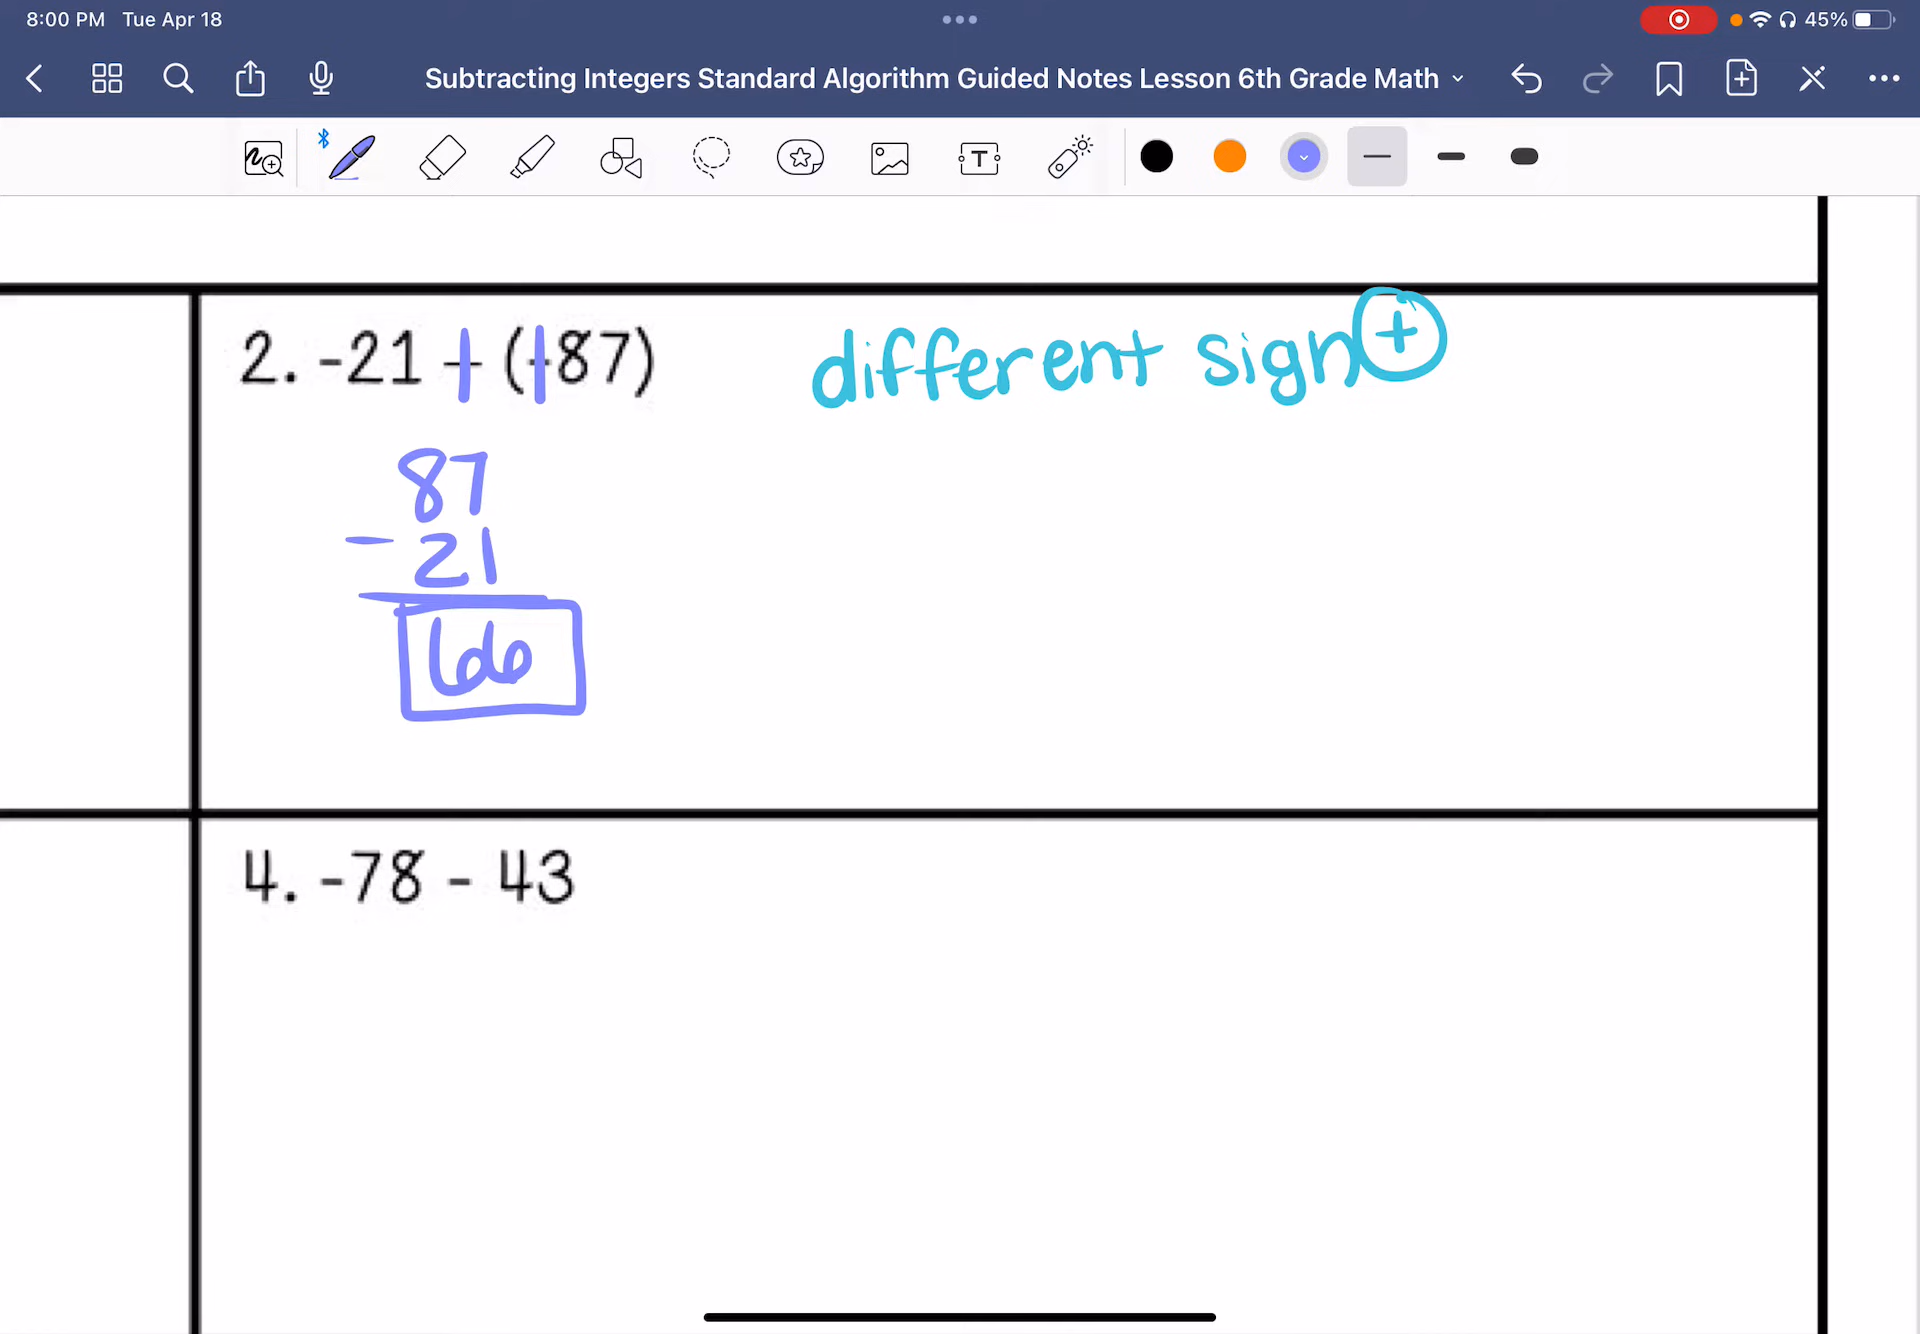 8:00 PM Tue Apr 18
45%
Subtracting Integers Standard Algorithm Guided Notes Lesson 6th Grade Math
T
2. -21 + (+87) different sign +
87
- 21
66
4. -78 - 43